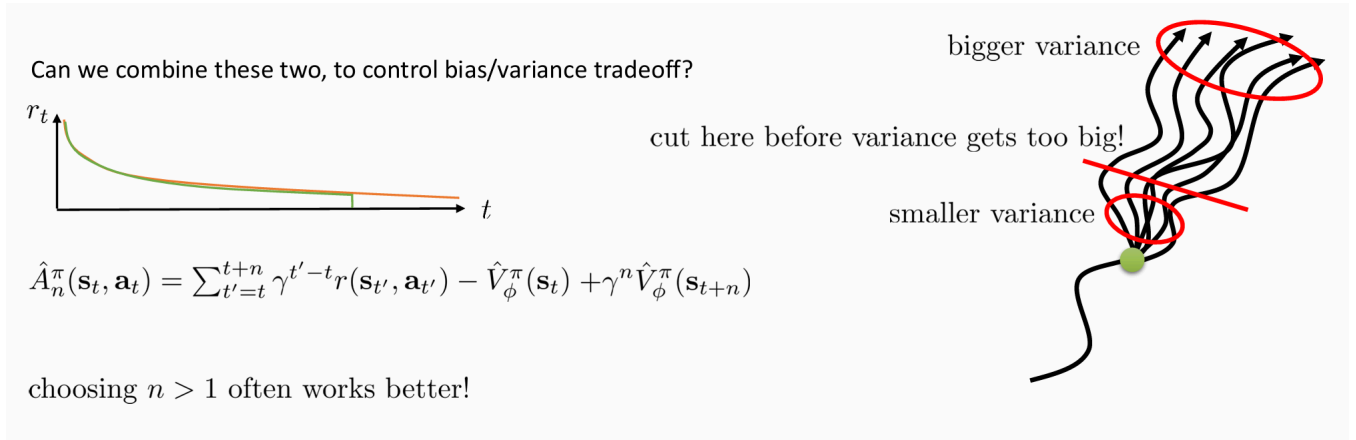 Can we combine these two, to control bias/variance tradeoff?
r_t
t
Â^π_n(s_t, a_t) = ∑^{t+n}_{t'=t} γ^{t'−t} r(s_{t'}, a_{t'}) − V̂^π_ϕ(s_t) + γ^n V̂^π_ϕ(s_{t+n})
choosing n > 1 often works better!
bigger variance
cut here before variance gets too big!
smaller variance